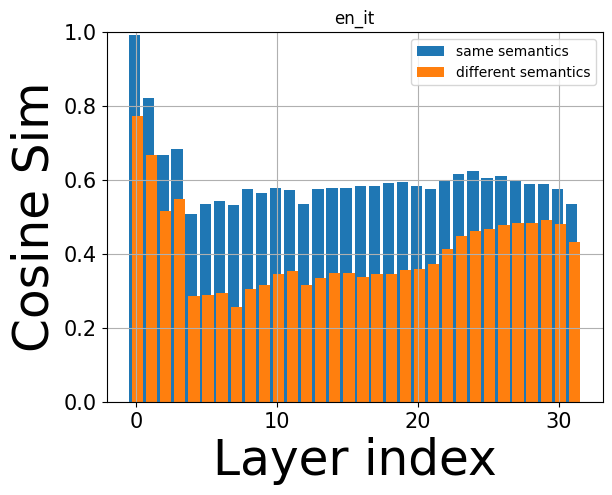 en_it
same semantics
different semantics
Cosine Sim
1.0
0.8
0.6
0.4
0.2
0.0
0 10 20 30
Layer index